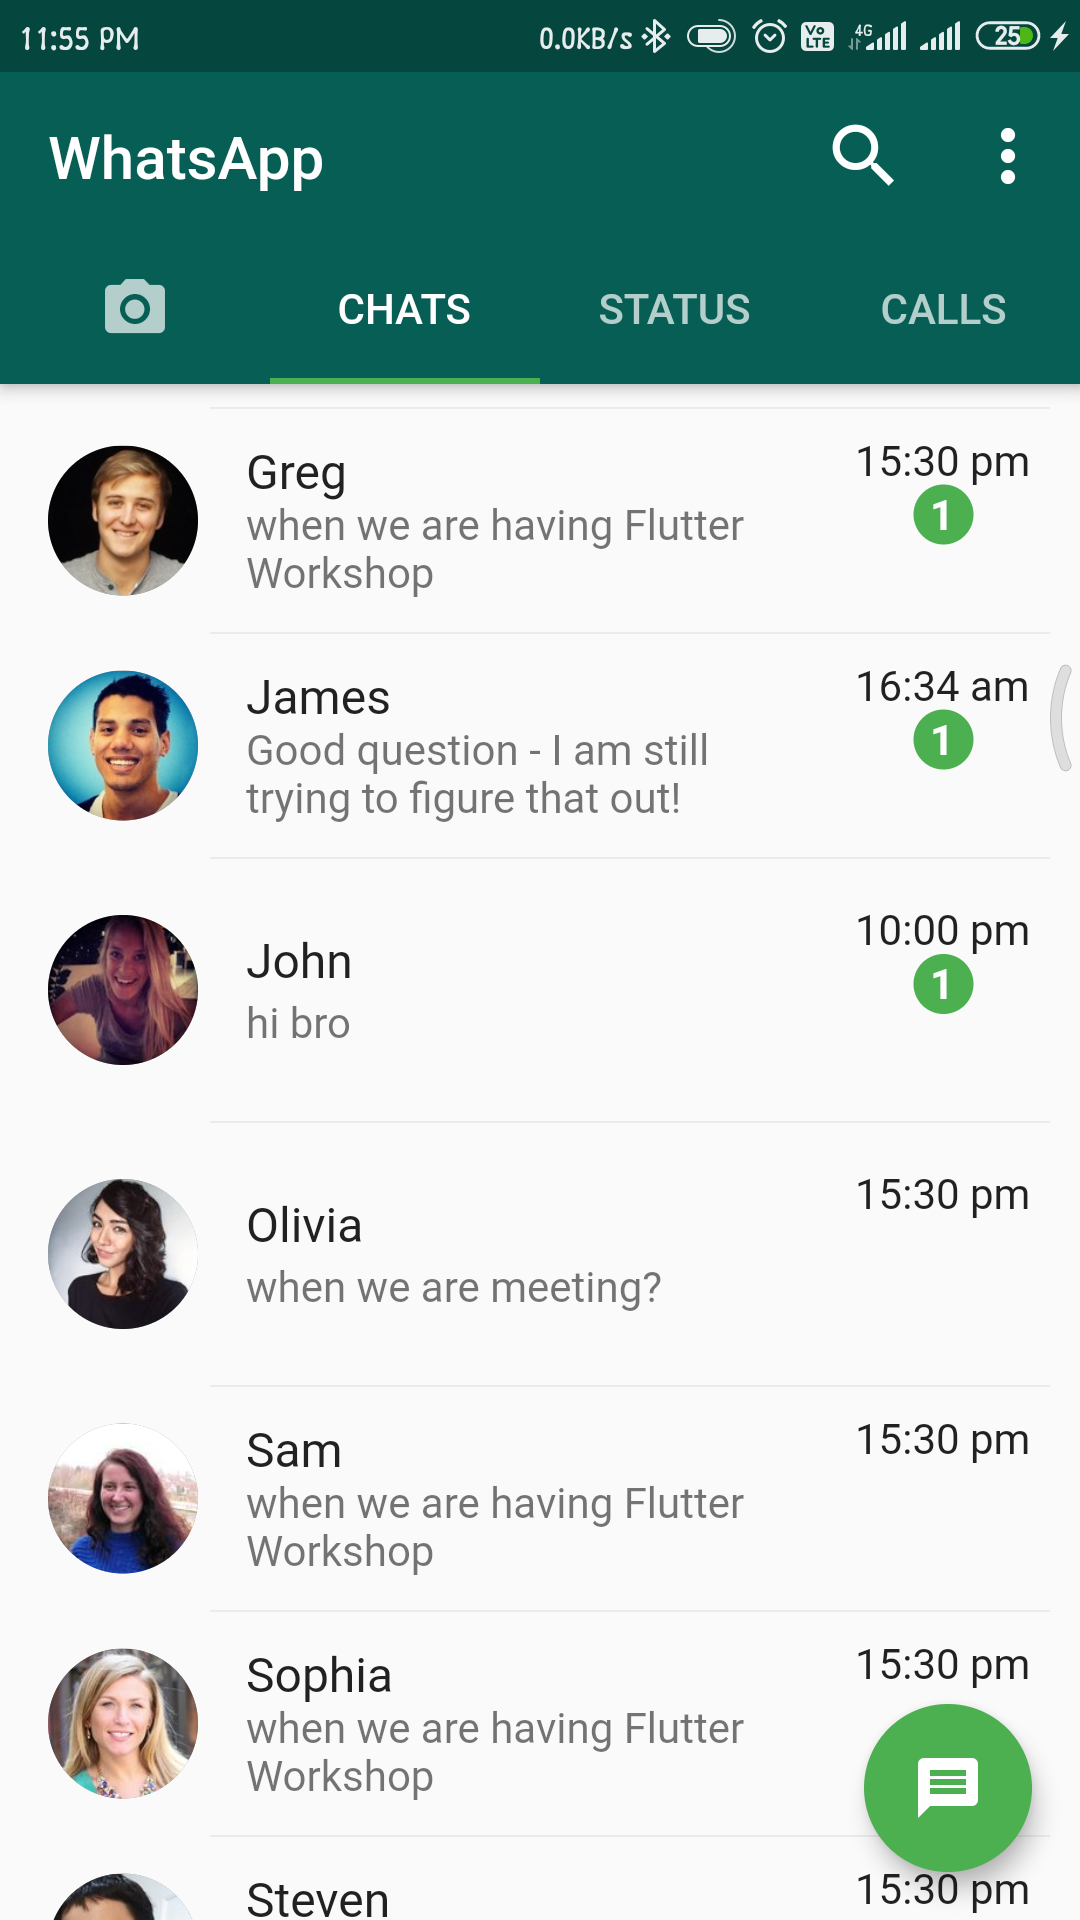 11:55 PM 0.0KB/s Vo LTE 4G 25
WhatsApp
CHATS STATUS CALLS
Greg 15:30 pm
when we are having Flutter 1
Workshop
James 16:34 am
Good question - I am still 1
trying to figure that out!
John 10:00 pm
hi bro 1
Olivia 15:30 pm
when we are meeting?
Sam 15:30 pm
when we are having Flutter
Workshop
Sophia 15:30 pm
when we are having Flutter
Workshop
Steven 15:30 pm